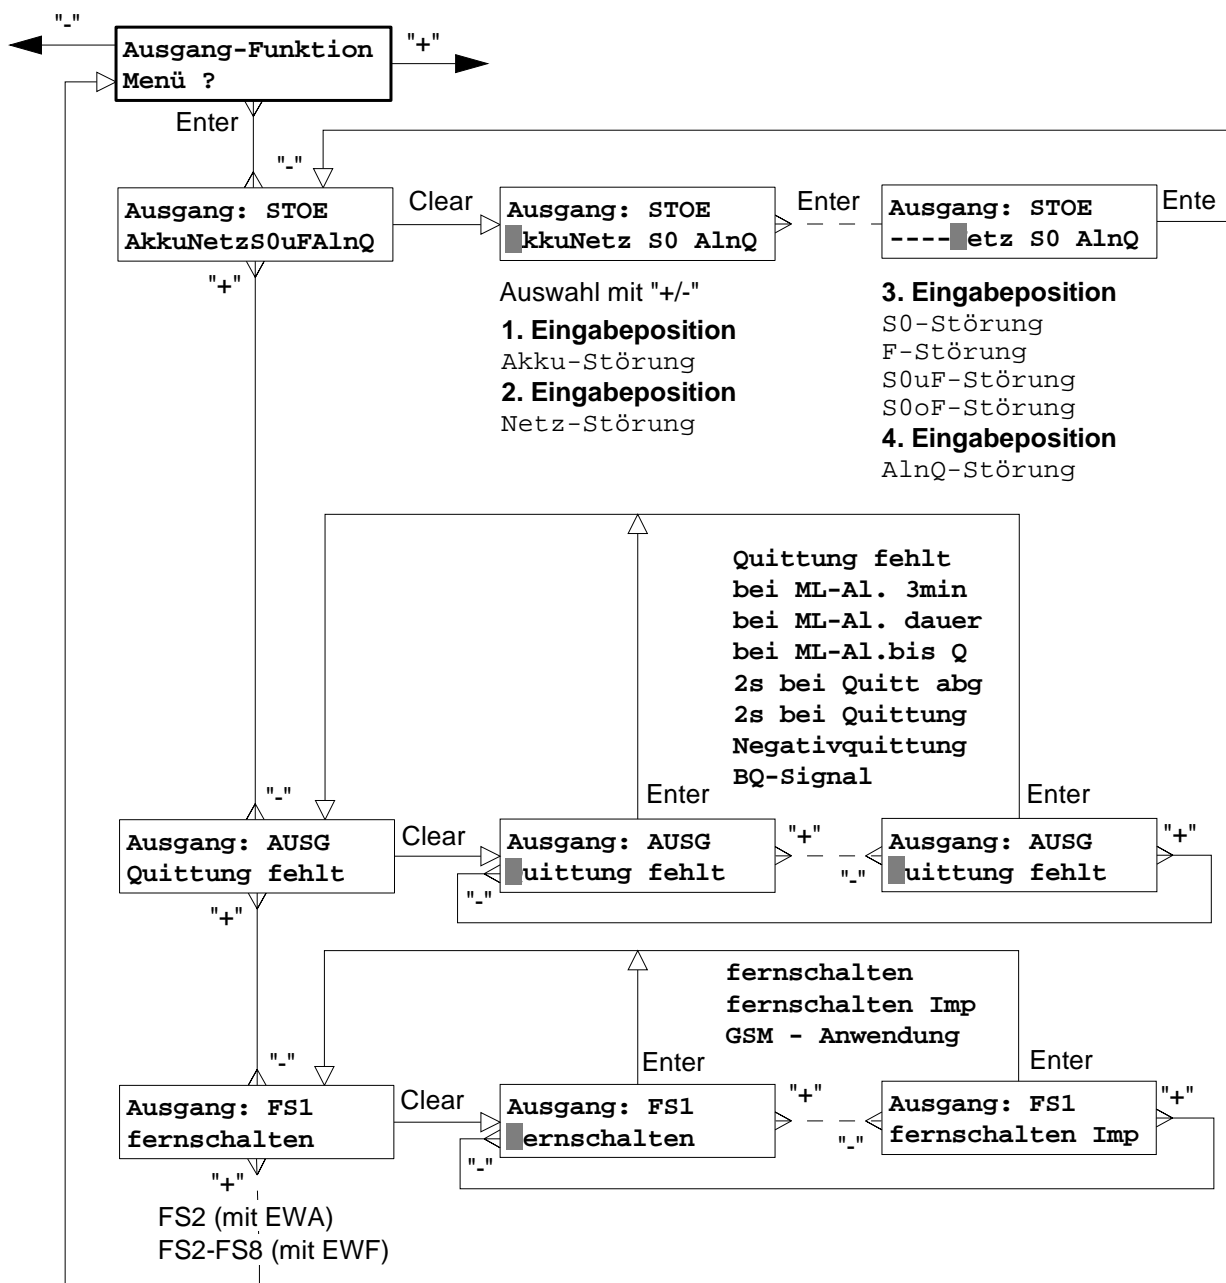 "-"
Ausgang-Funktion
Menü ?
"+"
Enter
"-"
Ausgang: STOE
AkkuNetzS0uFAlnQ
Clear
Ausgang: STOE
kkuNetz S0 AlnQ
Enter
Ausgang: STOE
----etz S0 AlnQ
Ente
"+"
Auswahl mit "+/-"
1. Eingabeposition
Akku-Störung
2. Eingabeposition
Netz-Störung
3. Eingabeposition
S0-Störung
F-Störung
S0uF-Störung
S0oF-Störung
4. Eingabeposition
AlnQ-Störung
Quittung fehlt
bei ML-Al. 3min
bei ML-Al. dauer
bei ML-Al.bis Q
2s bei Quitt abg
2s bei Quittung
Negativquittung
BQ-Signal
"-"
Enter
Enter
Ausgang: AUSG
Quittung fehlt
Clear
Ausgang: AUSG
uittung fehlt
"+"
"-"
Ausgang: AUSG
uittung fehlt
"+"
"-"
"+"
fernschalten
fernschalten Imp
GSM - Anwendung
"-"
Enter
Enter
Ausgang: FS1
fernschalten
Clear
Ausgang: FS1
ernschalten
"+"
"-"
Ausgang: FS1
fernschalten Imp
"+"
"-"
"+"
FS2 (mit EWA)
FS2-FS8 (mit EWF)